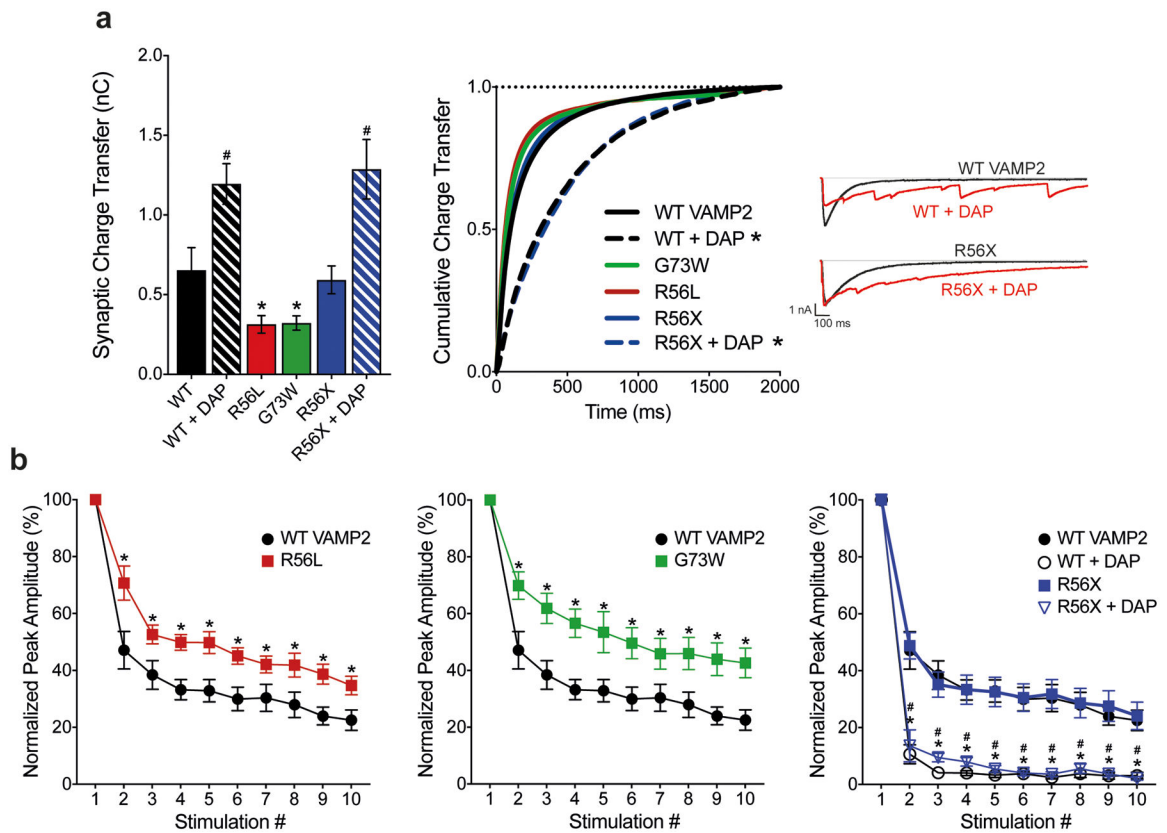 a
Synaptic Charge Transfer (nC)
2.0
1.5
1.0
0.5
0.0
#
*
*
#
WT
WT + DAP
R56L
G73W
R56X
R56X + DAP
Cumulative Charge Transfer
1.0
0.5
0
500
1000
1500
2000
Time (ms)
WT VAMP2
WT + DAP *
G73W
R56L
R56X
R56X + DAP *
WT VAMP2
WT + DAP
R56X
R56X + DAP
1 nA
100 ms
b
Normalized Peak Amplitude (%)
100
80
60
40
20
0
WT VAMP2
R56L
* * * * * * * * *
1 2 3 4 5 6 7 8 9 10
Stimulation #
Normalized Peak Amplitude (%)
100
80
60
40
20
0
WT VAMP2
G73W
* * * * * * * * *
1 2 3 4 5 6 7 8 9 10
Stimulation #
Normalized Peak Amplitude (%)
100
80
60
40
20
0
WT VAMP2
WT + DAP
R56X
R56X + DAP
# # # # # # # # #
* * * * * * * * *
1 2 3 4 5 6 7 8 9 10
Stimulation #